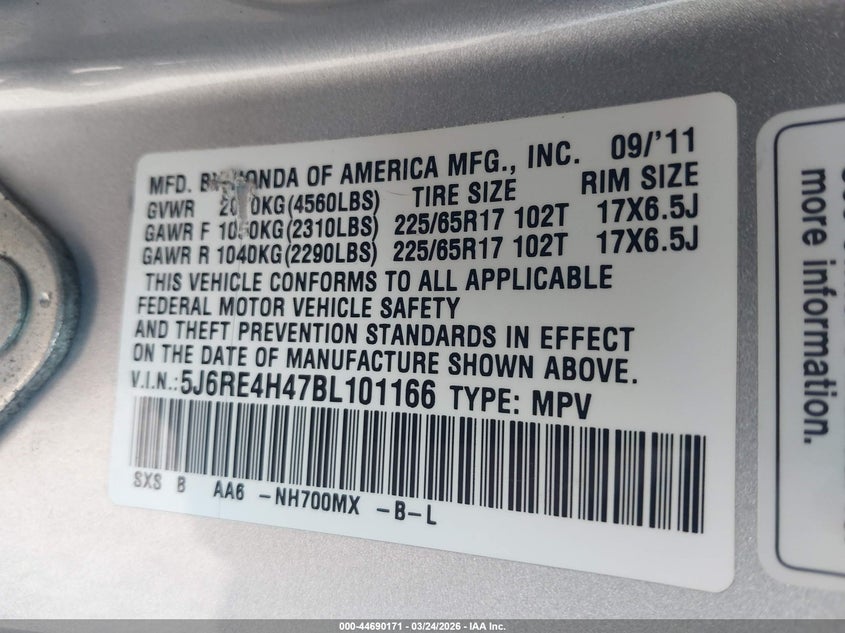 MFD. BY HONDA OF AMERICA MFG., INC. 09/'11
GVWR (4560LBS) TIRE SIZE RIM SIZE
GAWR F (2310LBS) 225/65R17 102T 17X6.5J
GAWR R 1040KG(2290LBS) 225/65R17 102T 17X6.5J
THIS VEHICLE CONFORMS TO ALL APPLICABLE
FEDERAL MOTOR VEHICLE SAFETY
AND THEFT PREVENTION STANDARDS IN EFFECT
ON THE DATE OF MANUFACTURE SHOWN ABOVE.
V.I.N.:5J6RE4H47BL101166 TYPE: MPV
SXS B AA6 -NH700MX -B-L
more information.
000-44690171 - 03/24/2026 - IAA Inc.